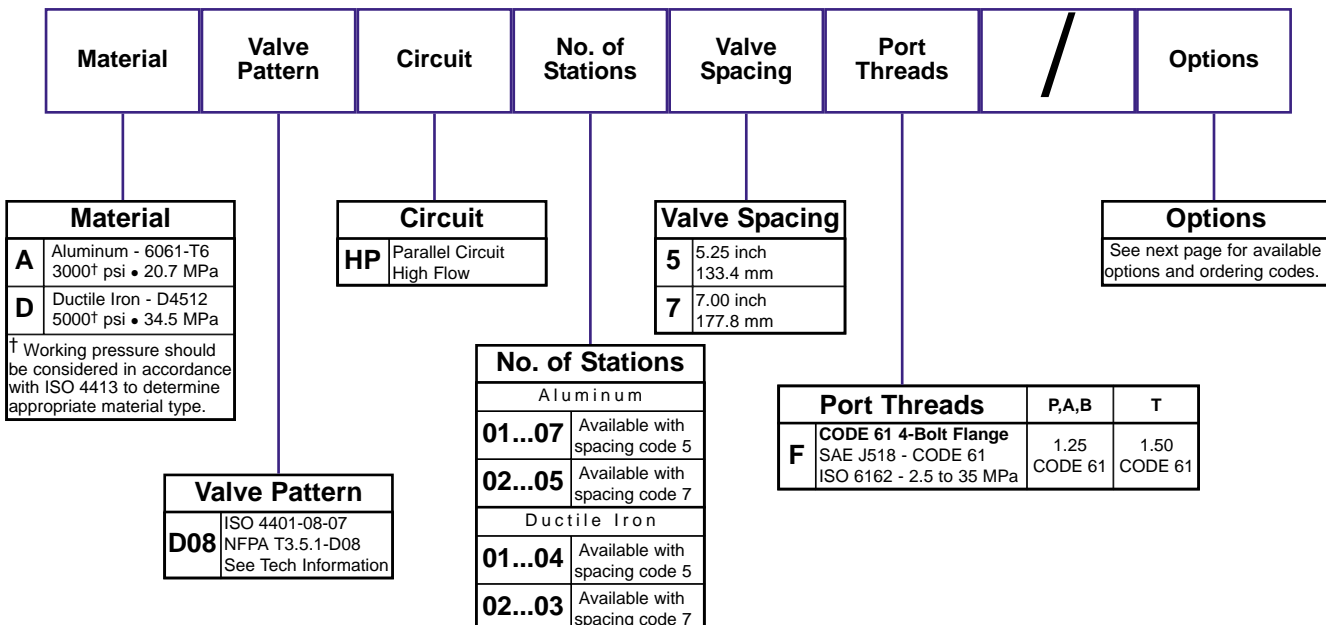 Material
Valve
Pattern
Circuit
No. of
Stations
Valve
Spacing
Port
Threads
/
Options
Material
A
Aluminum - 6061-T6
3000† psi • 20.7 MPa
D
Ductile Iron - D4512
5000† psi • 34.5 MPa
† Working pressure should
be considered in accordance
with ISO 4413 to determine
appropriate material type.
Valve Pattern
D08
ISO 4401-08-07
NFPA T3.5.1-D08
See Tech Information
Circuit
HP
Parallel Circuit
High Flow
No. of Stations
Aluminum
01...07
Available with
spacing code 5
02...05
Available with
spacing code 7
Ductile Iron
01...04
Available with
spacing code 5
02...03
Available with
spacing code 7
Valve Spacing
5
5.25 inch
133.4 mm
7
7.00 inch
177.8 mm
Port Threads
P,A,B
T
F
CODE 61 4-Bolt Flange
SAE J518 - CODE 61
ISO 6162 - 2.5 to 35 MPa
1.25
CODE 61
1.50
CODE 61
Options
See next page for available
options and ordering codes.